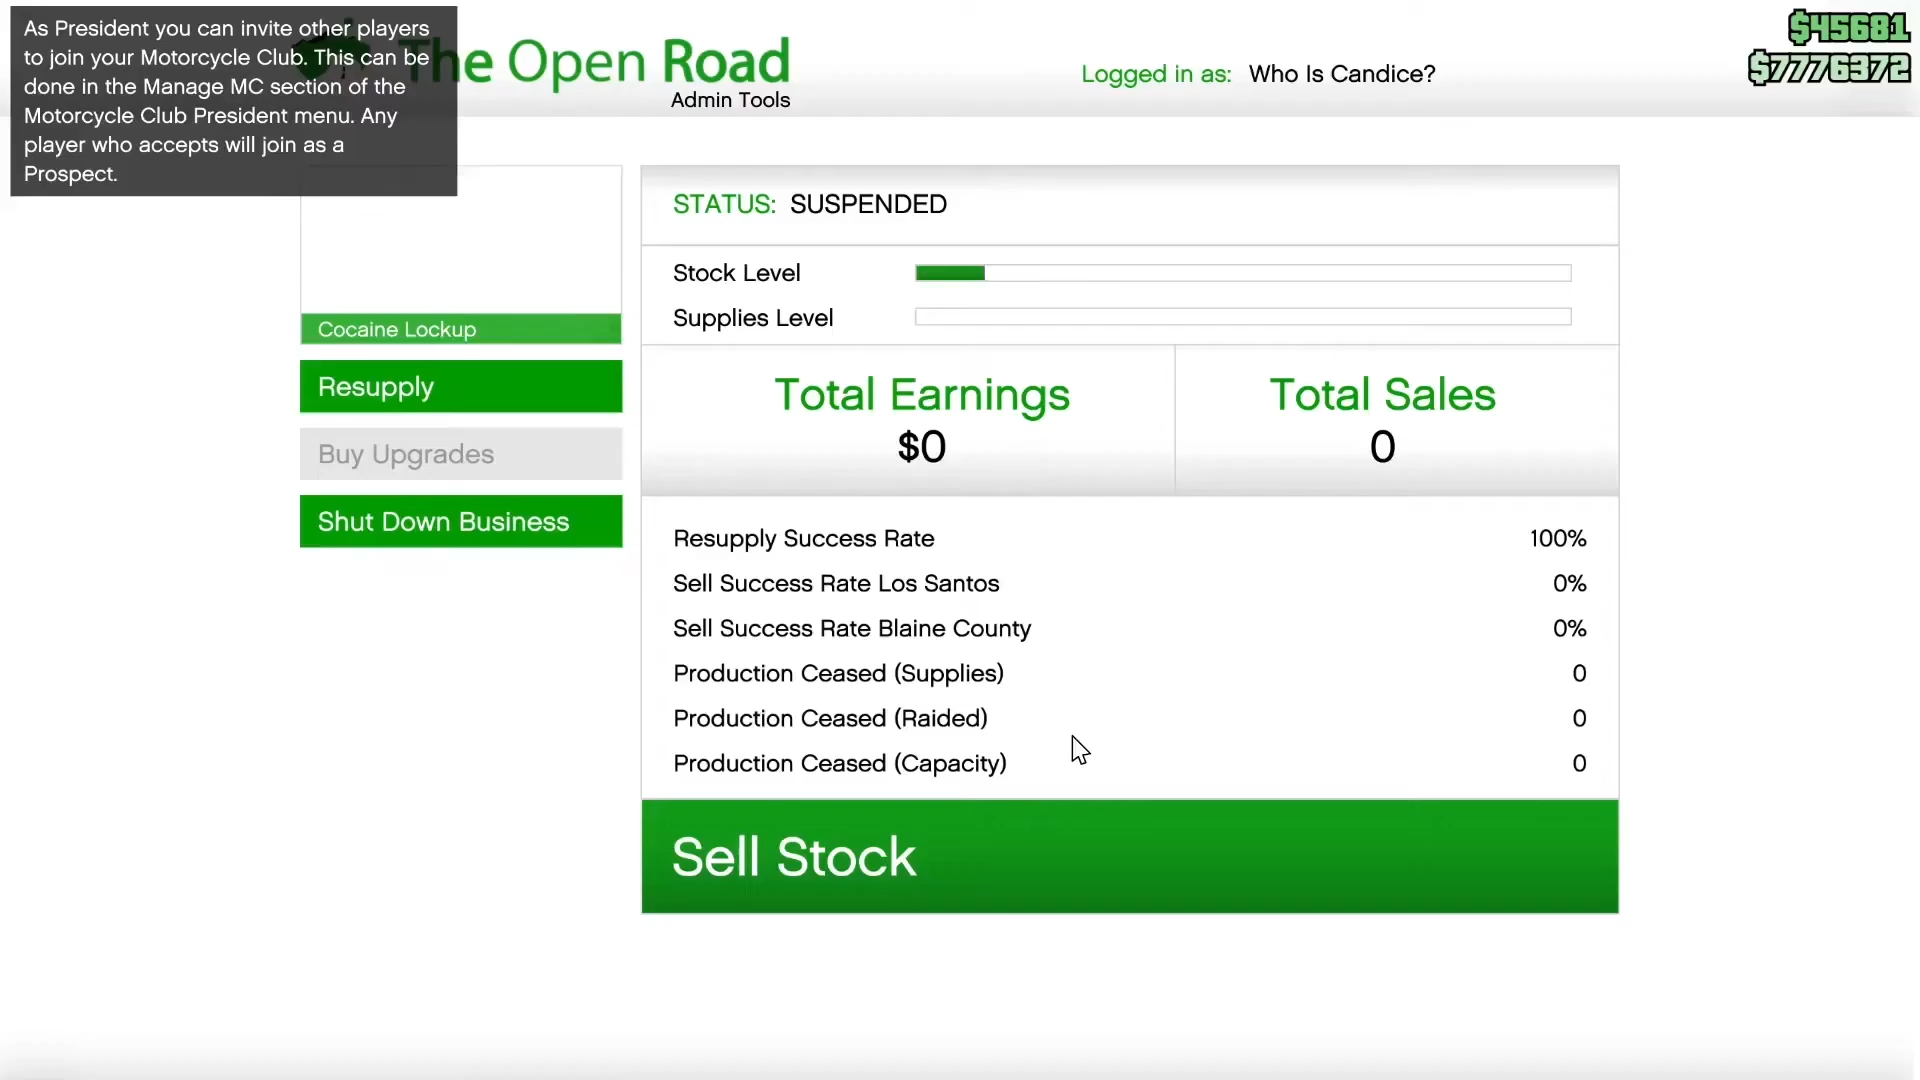 As President you can invite other players
to join your Motorcycle Club. This can be
done in the Manage MC section of the
Motorcycle Club President menu. Any
player who accepts will join as a
Prospect.
The Open Road
Admin Tools
Logged in as: Who Is Candice?
$45681
$7776372
Cocaine Lockup
Resupply
Buy Upgrades
Shut Down Business
STATUS: SUSPENDED
Stock Level
Supplies Level
Total Earnings
$0
Total Sales
0
Resupply Success Rate 100%
Sell Success Rate Los Santos 0%
Sell Success Rate Blaine County 0%
Production Ceased (Supplies) 0
Production Ceased (Raided) 0
Production Ceased (Capacity) 0
Sell Stock